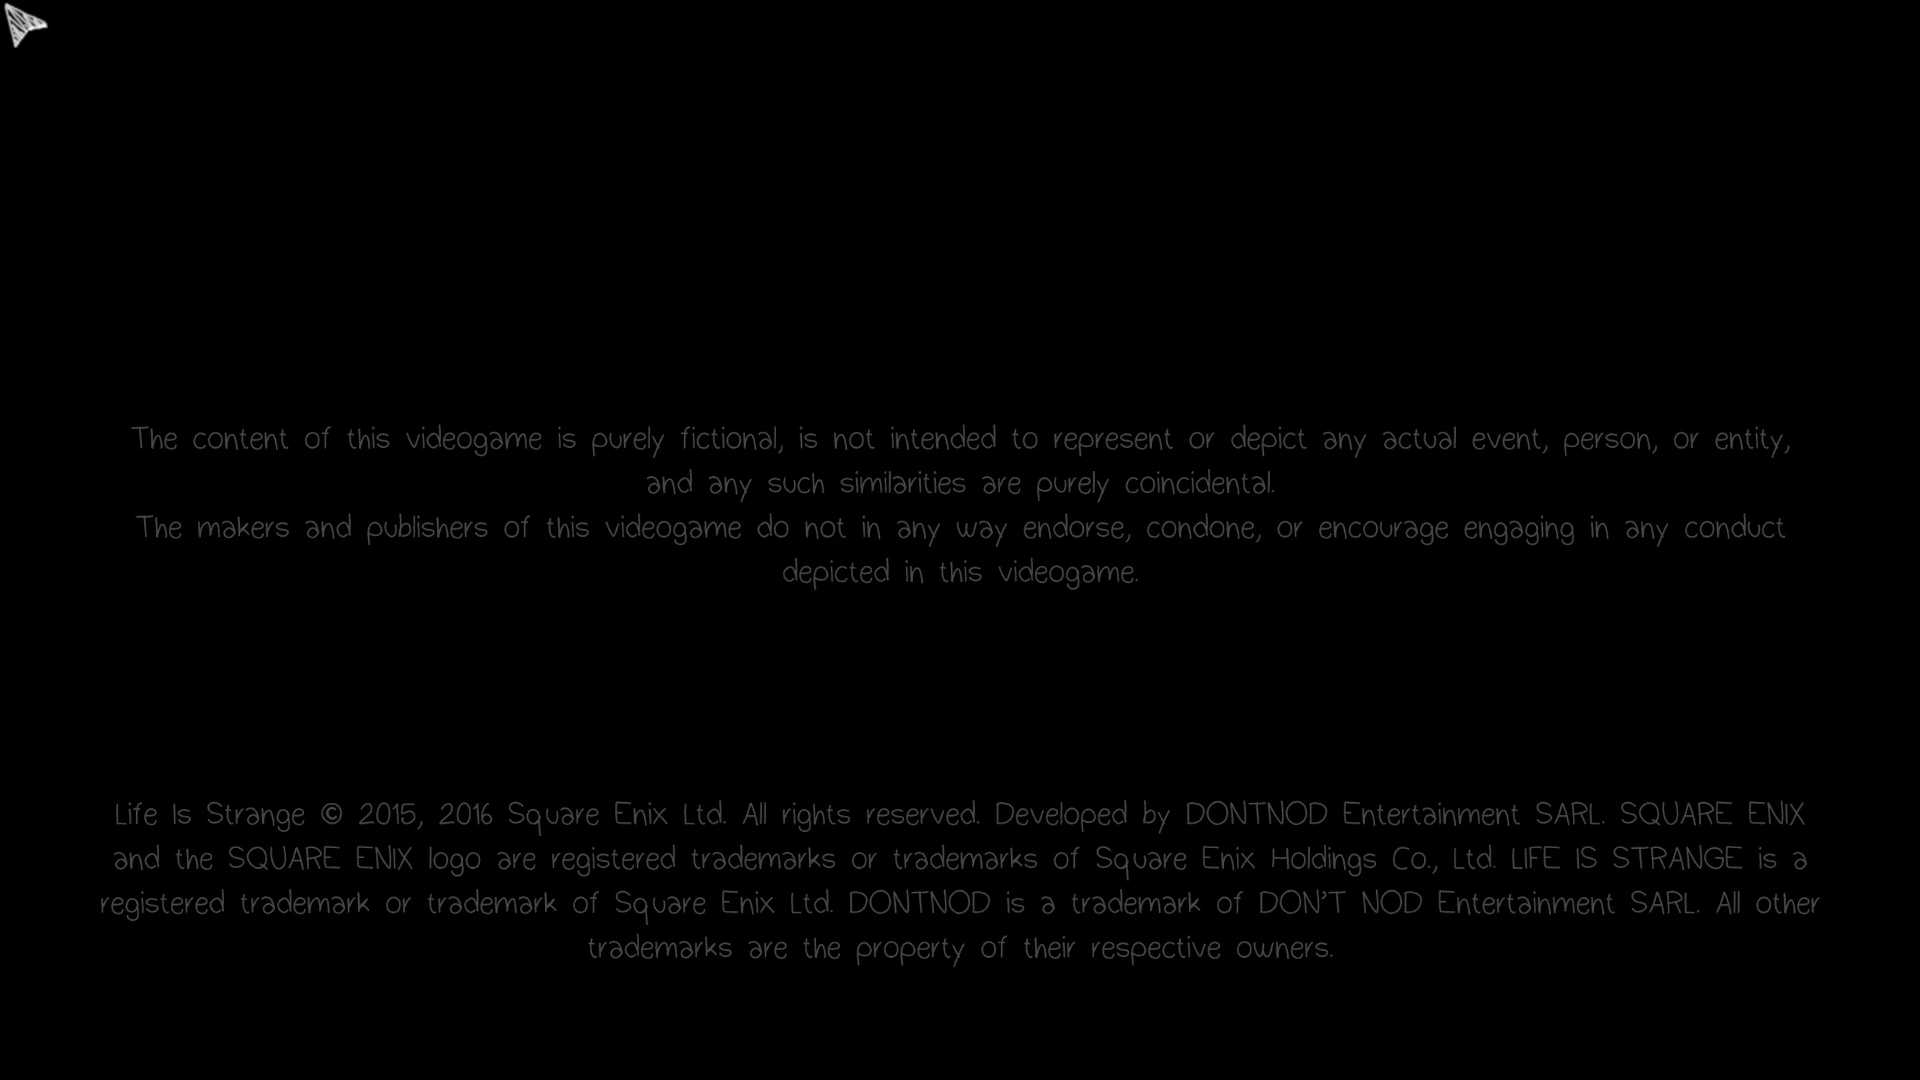 The content of this videogame is purely fictional, is not intended to represent or depict any actual event, person, or entity,
and any such similarities are purely coincidental.
The makers and publishers of this videogame do not in any way endorse, condone, or encourage engaging in any conduct
depicted in this videogame.
Life Is Strange © 2015, 2016 Square Enix Ltd. All rights reserved. Developed by DONTNOD Entertainment SARL. SQUARE ENIX
and the SQUARE ENIX logo are registered trademarks or trademarks of Square Enix Holdings Co., Ltd. LIFE IS STRANGE is a
registered trademark or trademark of Square Enix Ltd. DONTNOD is a trademark of DON'T NOD Entertainment SARL. All other
trademarks are the property of their respective owners.